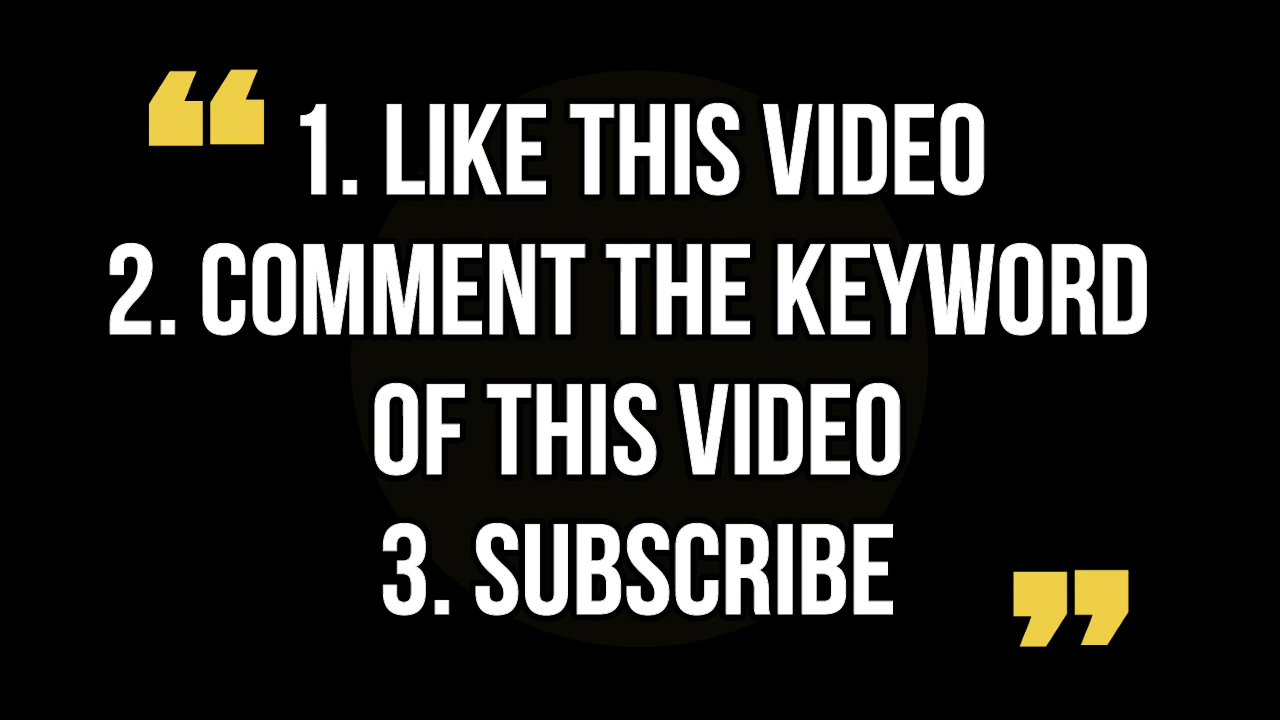 “ 1. LIKE THIS VIDEO
2. COMMENT THE KEYWORD
OF THIS VIDEO
3. SUBSCRIBE ”